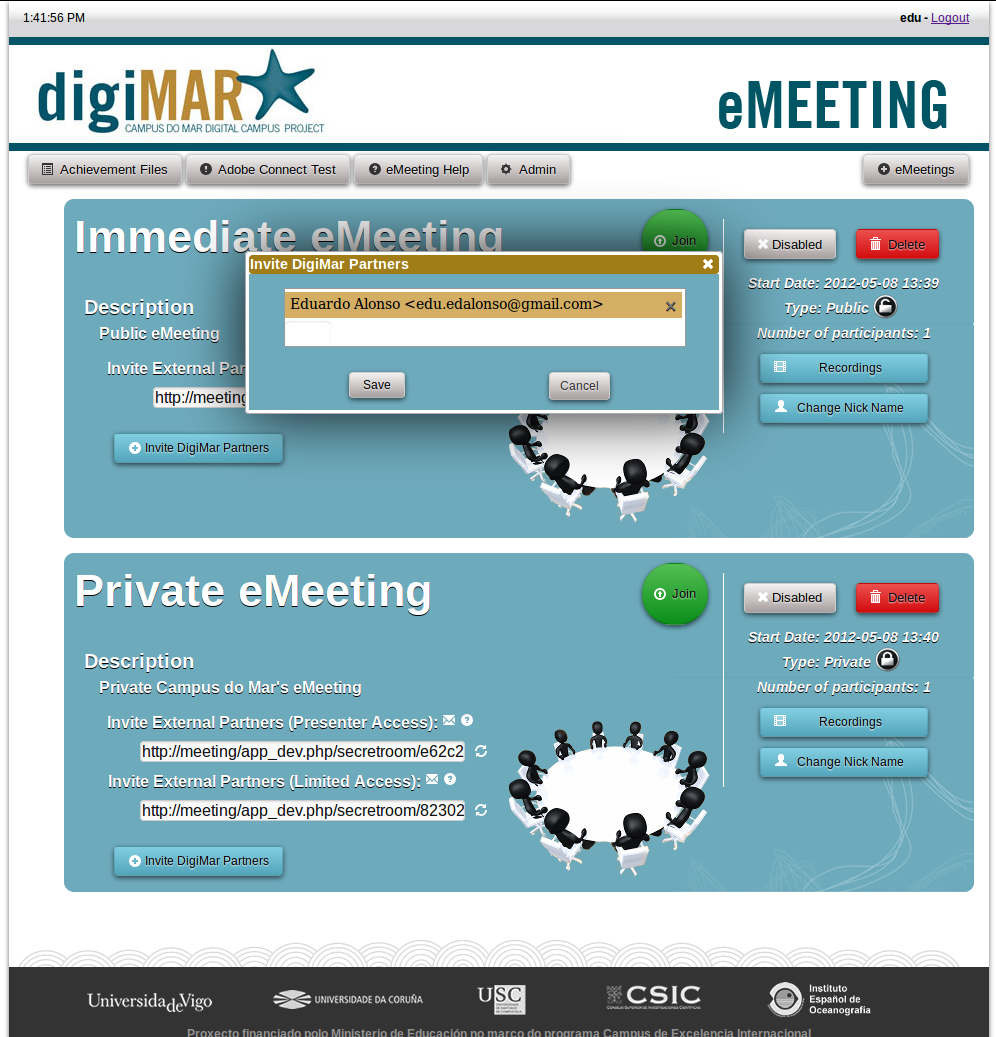 1:41:56 PM
edu - Logout
digiMAR
CAMPUS DO MAR DIGITAL CAMPUS PROJECT
eMEETING
Achievement Files
Adobe Connect Test
eMeeting Help
Admin
eMeetings
Immediate eMeeting
Join
Disabled
Delete
Invite DigiMar Partners
Eduardo Alonso <edu.edalonso@gmail.com>
Save
Cancel
Start Date: 2012-05-08 13:39
Type: Public
Number of participants: 1
Recordings
Change Nick Name
Description
Public eMeeting
Invite External Par
http://meeting
Invite DigiMar Partners
Private eMeeting
Join
Disabled
Delete
Start Date: 2012-05-08 13:40
Type: Private
Number of participants: 1
Recordings
Change Nick Name
Description
Private Campus do Mar's eMeeting
Invite External Partners (Presenter Access):
http://meeting/app_dev.php/secretroom/e62c2
Invite External Partners (Limited Access):
http://meeting/app_dev.php/secretroom/82302
Invite DigiMar Partners
UniversidadeVigo
UNIVERSIDADE DA CORUÑA
USC
CSIC
Instituto
Español de
Oceanografía
Proxecto financiado polo Ministerio de Educación no marco do programa Campus de Excelencia Internacional